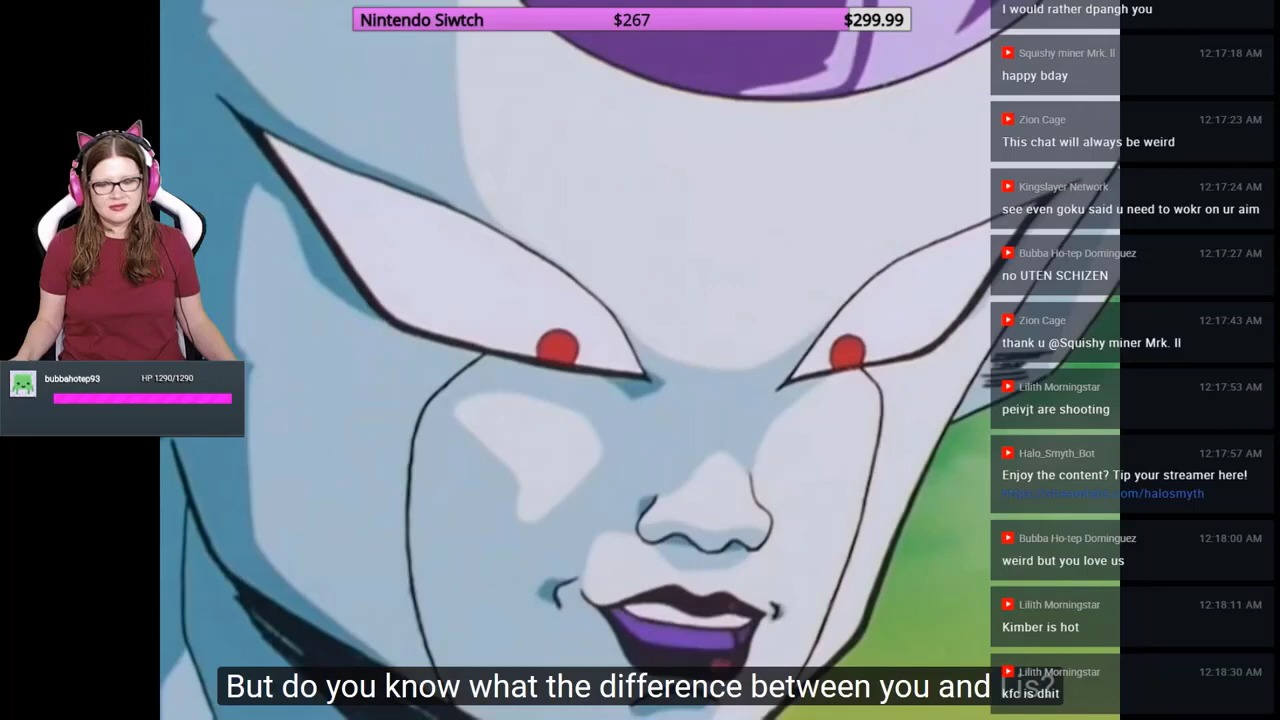 Nintendo Siwtch $267 $299.99
I would rather dpangh you
Squishy miner Mrk. ll 12:17:18 AM
happy bday
Zion Cage 12:17:23 AM
This chat will always be weird
Kingslayer Network 12:17:24 AM
see even goku said u need to wokr on ur aim
Bubba Ho-tep Dominguez 12:17:27 AM
no UTEN SCHIZEN
Zion Cage 12:17:43 AM
thank u @Squishy miner Mrk. ll
Lilith Morningstar 12:17:53 AM
peivjt are shooting
Halo_Smyth_Bot 12:17:57 AM
Enjoy the content? Tip your streamer here!
.com/halosmyth
Bubba Ho-tep Dominguez 12:18:00 AM
weird but you love us
Lilith Morningstar 12:18:11 AM
Kimber is hot
Lilith Morningstar 12:18:30 AM
kfc is dhit
bubbahotep93 HP 1290/1290
But do you know what the difference between you and